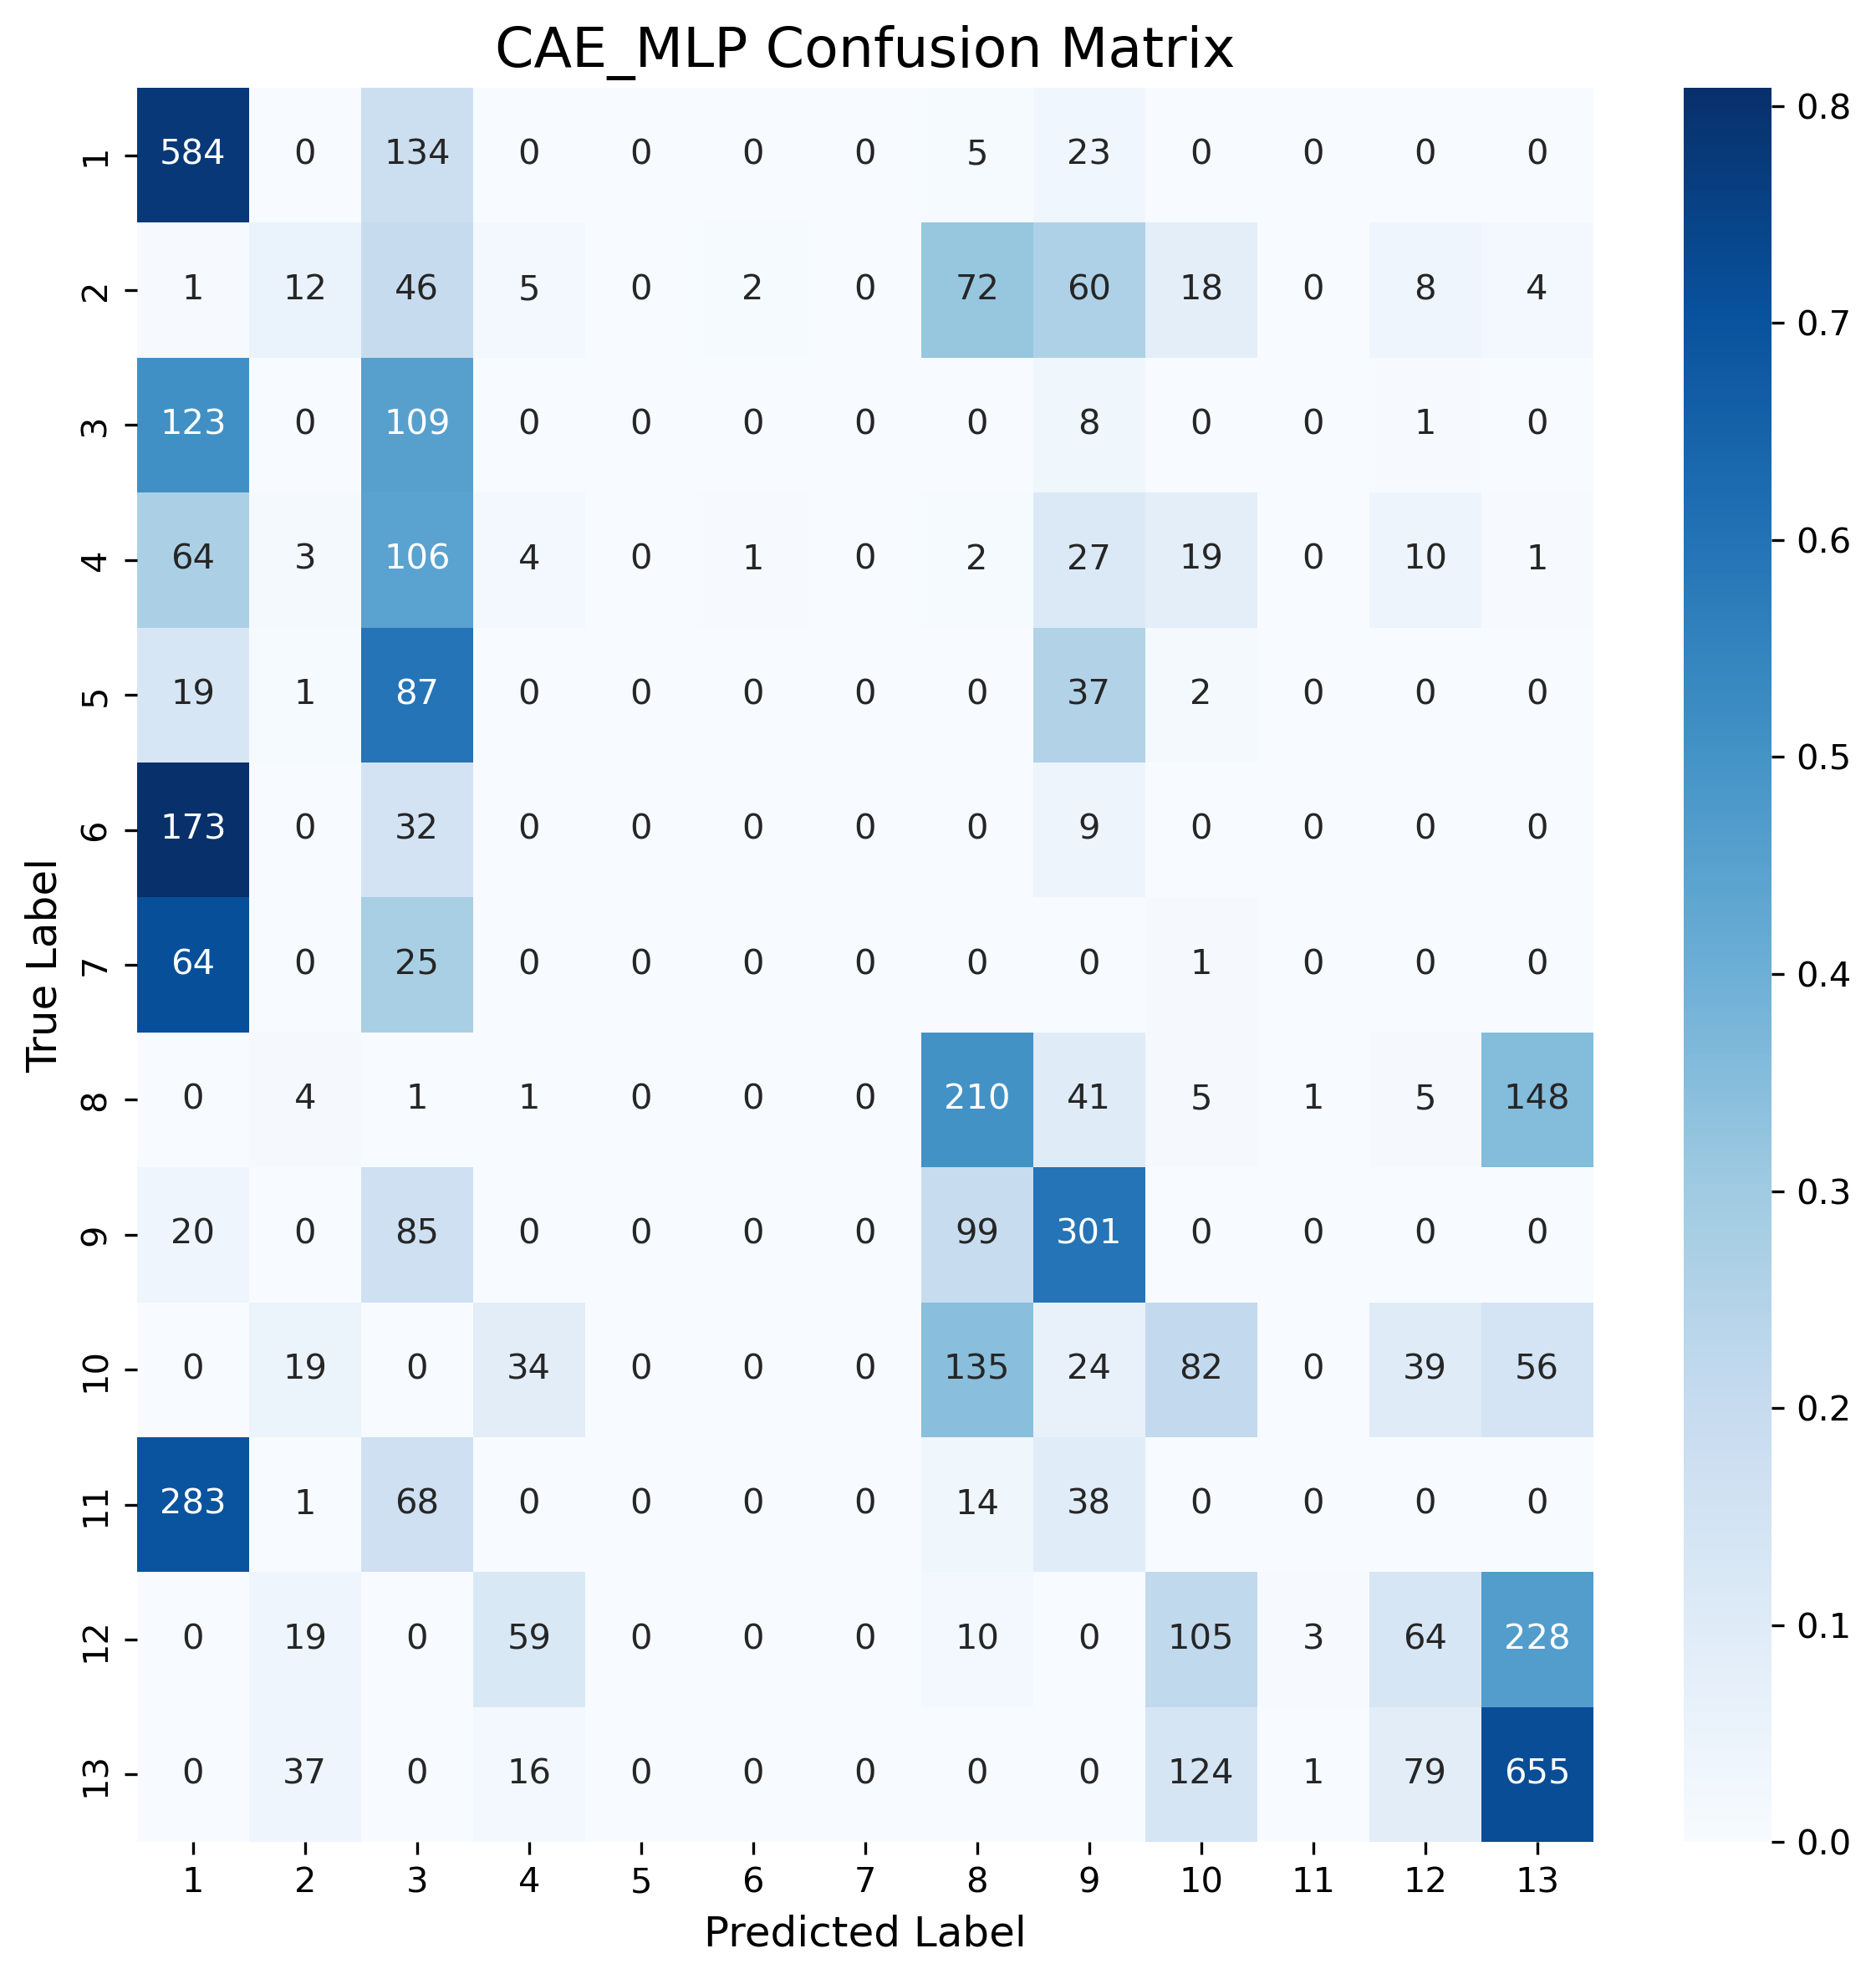 CAE_MLP Confusion Matrix
1 584 0 134 0 0 0 0 5 23 0 0 0 0
2 1 12 46 5 0 2 0 72 60 18 0 8 4
3 123 0 109 0 0 0 0 0 8 0 0 1 0
4 64 3 106 4 0 1 0 2 27 19 0 10 1
5 19 1 87 0 0 0 0 0 37 2 0 0 0
6 173 0 32 0 0 0 0 0 9 0 0 0 0
7 64 0 25 0 0 0 0 0 0 1 0 0 0
8 0 4 1 1 0 0 0 210 41 5 1 5 148
9 20 0 85 0 0 0 0 99 301 0 0 0 0
10 0 19 0 34 0 0 0 135 24 82 0 39 56
11 283 1 68 0 0 0 0 14 38 0 0 0 0
12 0 19 0 59 0 0 0 10 0 105 3 64 228
13 0 37 0 16 0 0 0 0 0 124 1 79 655
1 2 3 4 5 6 7 8 9 10 11 12 13
Predicted Label
True Label
0.8
0.7
0.6
0.5
0.4
0.3
0.2
0.1
0.0